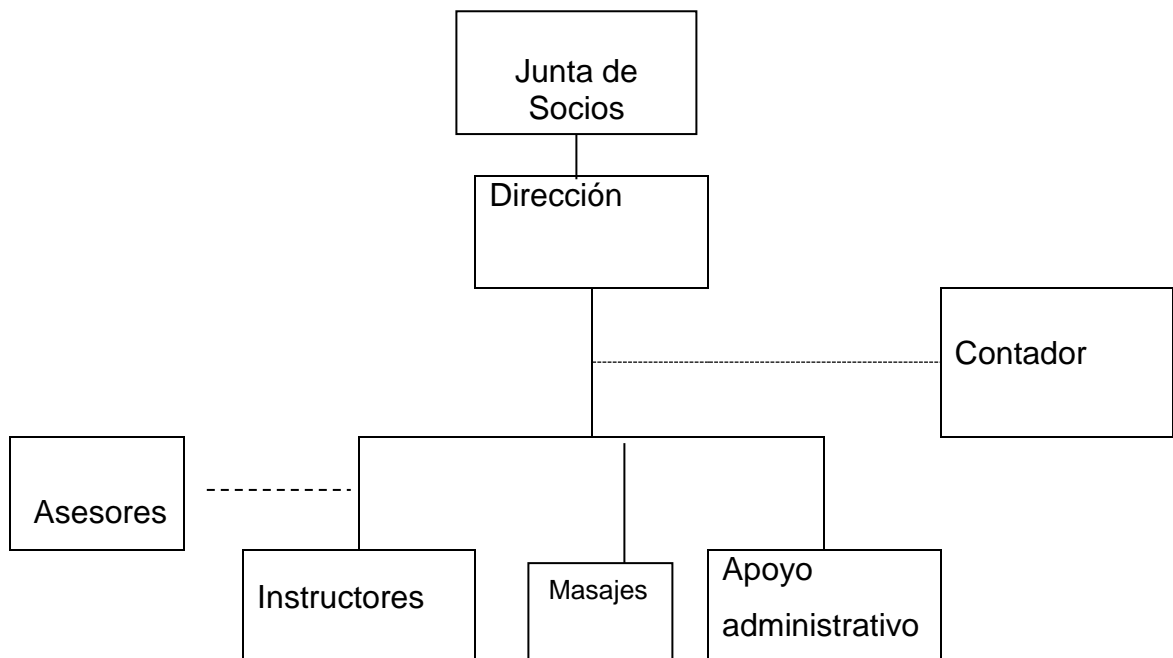 Junta de
Socios
Dirección
Contador
Asesores
Instructores
Masajes
Apoyo
administrativo